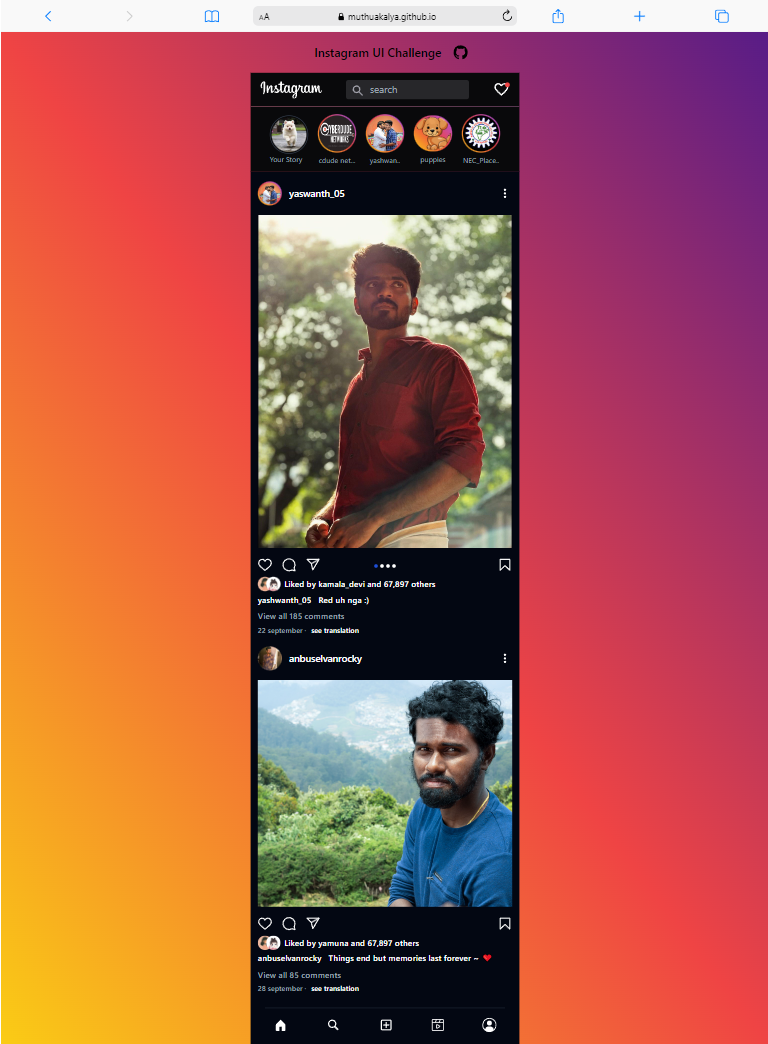 AA muthuakalya.github.io
Instagram UI Challenge
Instagram search
CYBERDUDE
NETWORKS
Your Story cdude net... yashwan.. puppies NEC_Place..
yaswanth_05
Liked by kamala_devi and 67,897 others
yashwanth_05 Red uh nga :)
View all 185 comments
22 september · see translation
anbuselvanrocky
Liked by yamuna and 67,897 others
anbuselvanrocky Things end but memories last forever ~ ❤
View all 85 comments
28 september · see translation